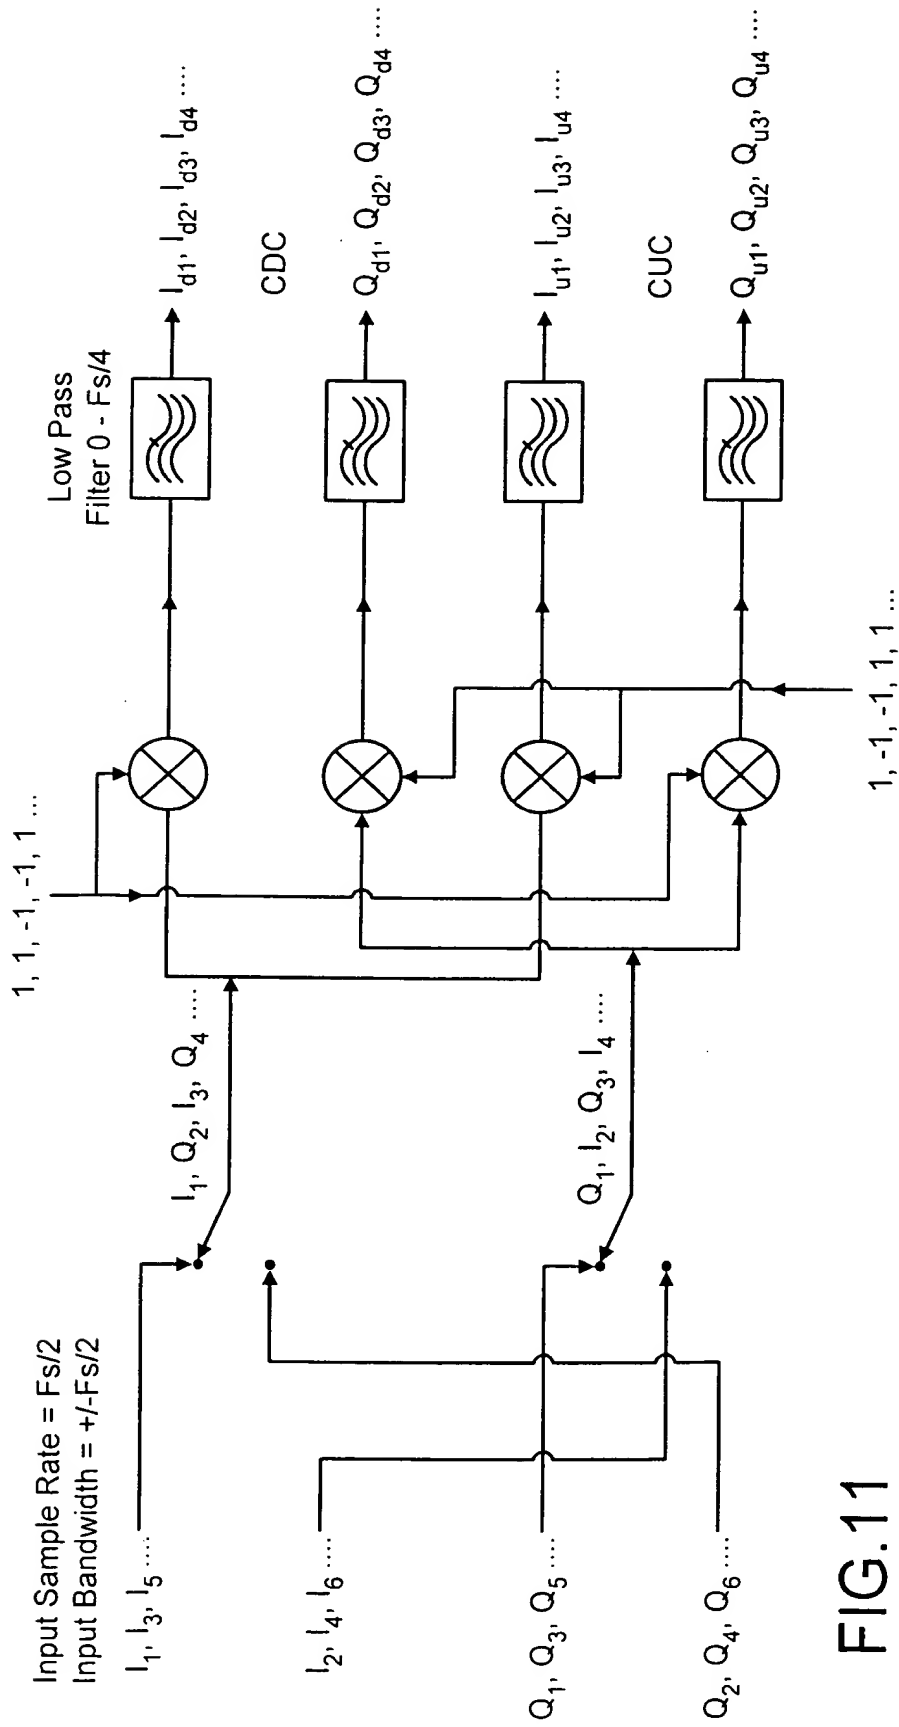 Input Sample Rate = Fs/2
Input Bandwidth = +/-Fs/2
I1, I3, I5 ....
I2, I4, I6 ....
Q1, Q3, Q5 ....
Q2, Q4, Q6 ....
I1, Q2, I3, Q4 ....
Q1, I2, Q3, I4 ....
1, 1, -1, -1, 1 ...
1, -1, -1, 1, 1 ...
Low Pass
Filter 0 - Fs/4
Id1, Id2, Id3, Id4 ....
CDC
Qd1, Qd2, Qd3, Qd4 ....
Iu1, Iu2, Iu3, Iu4 ....
CUC
Qu1, Qu2, Qu3, Qu4 ....
FIG.11